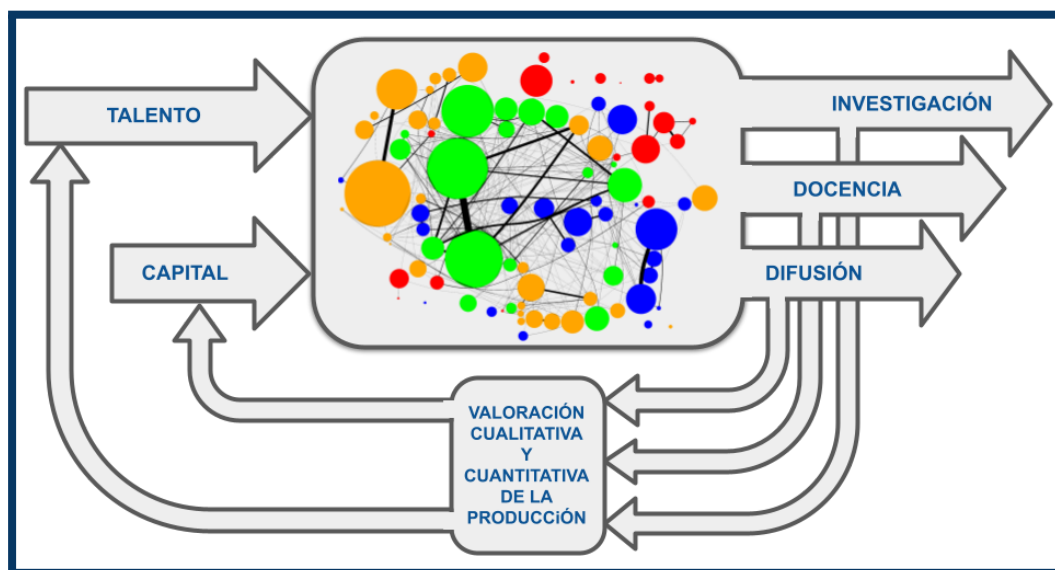 TALENTO
INVESTIGACIÓN
DOCENCIA
CAPITAL
DIFUSIÓN
VALORACIÓN
CUALITATIVA
Y
CUANTITATIVA
DE LA
PRODUCCiÓN